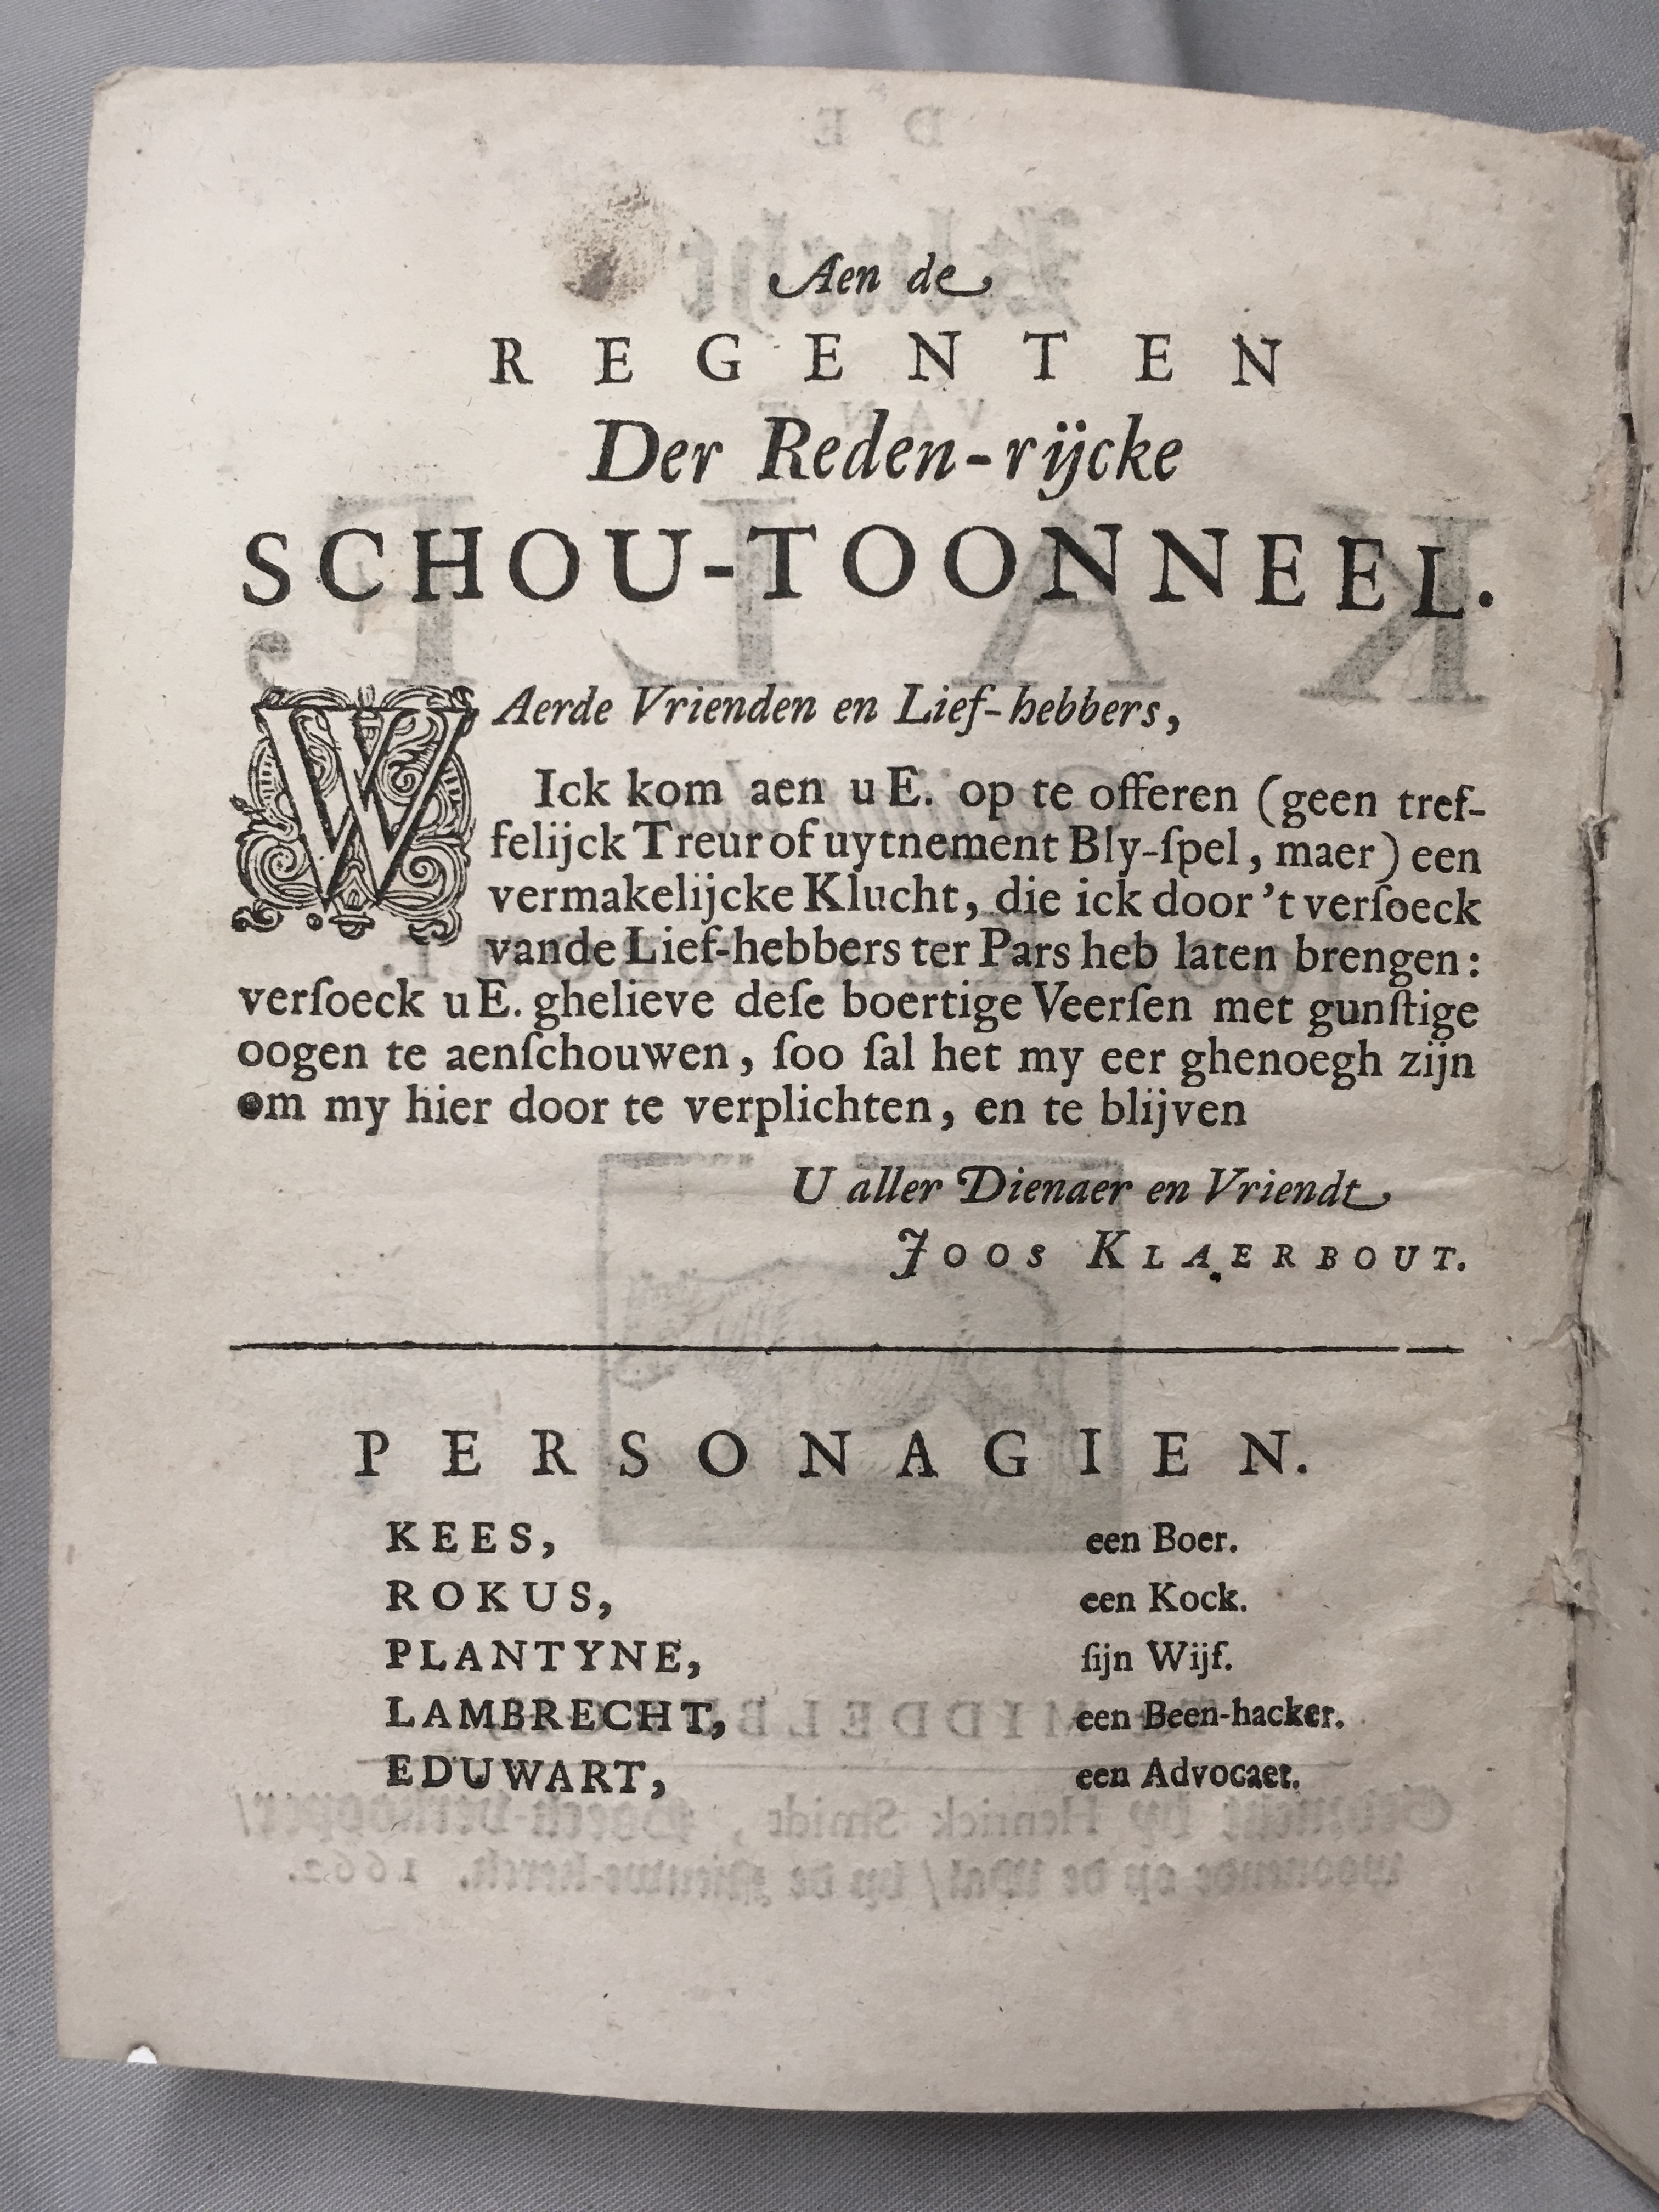 Aen de
REGENTEN
Der Reden-rijcke
SCHOU-TOONNEEL.
WAerde Vrienden en Lief-hebbers,
Ick kom aen uE. op te offeren (geen tref-
felijck Treur of uytnement Bly-ſpel, maer) een
vermakelijcke Klucht, die ick door 't verſoeck
vande Lief-hebbers ter Pars heb laten brengen:
verſoeck uE. ghelieve deſe boertige Veerſen met gunſtige
oogen te aenſchouwen, ſoo ſal het my eer ghenoegh zijn
om my hier door te verplichten, en te blijven
U aller Dienaer en Vriendt
JOOS KLAERBOUT.
PERSONAGIEN.
KEES, een Boer.
ROKUS, een Kock.
PLANTYNE, ſijn Wijf.
LAMBRECHT, een Been-hacker.
EDUWART, een Advocaet.